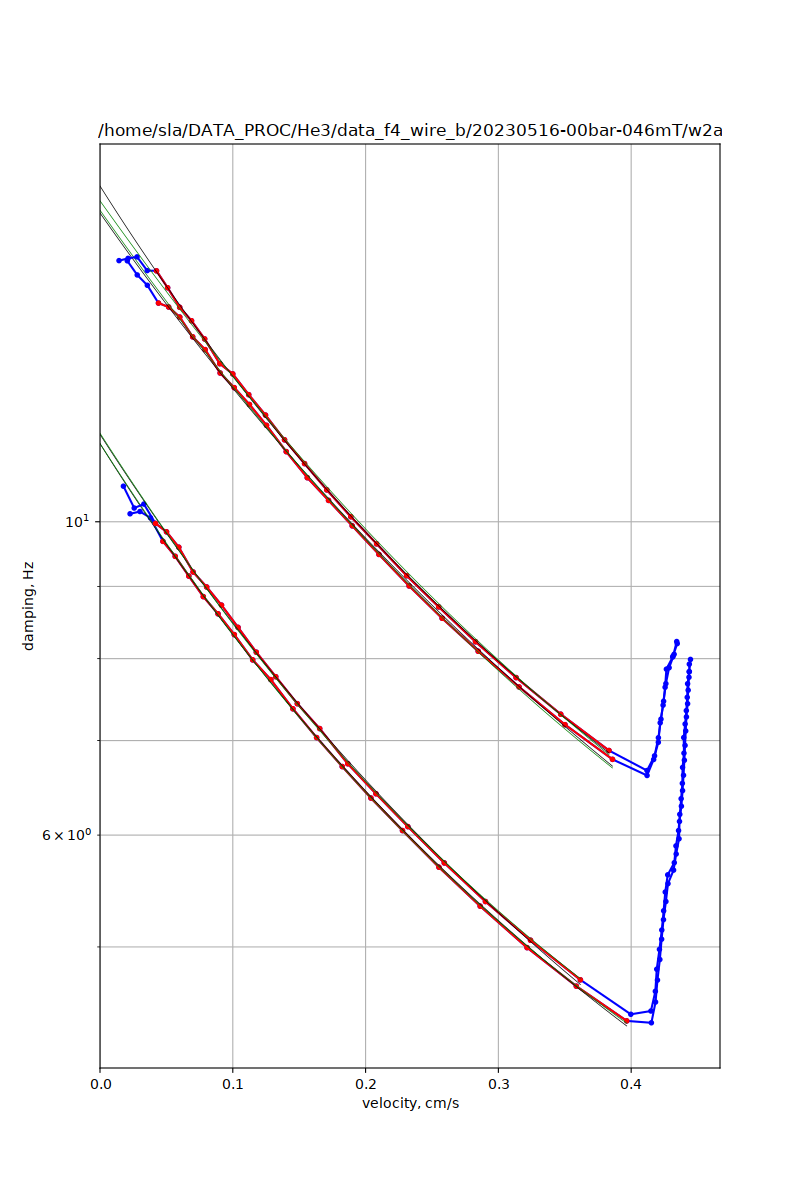 /home/sla/DATA_PROC/He3/data_f4_wire_b/20230516-00bar-046mT/w2a
damping, Hz
10¹
6 × 10⁰
0.0 0.1 0.2 0.3 0.4
velocity, cm/s